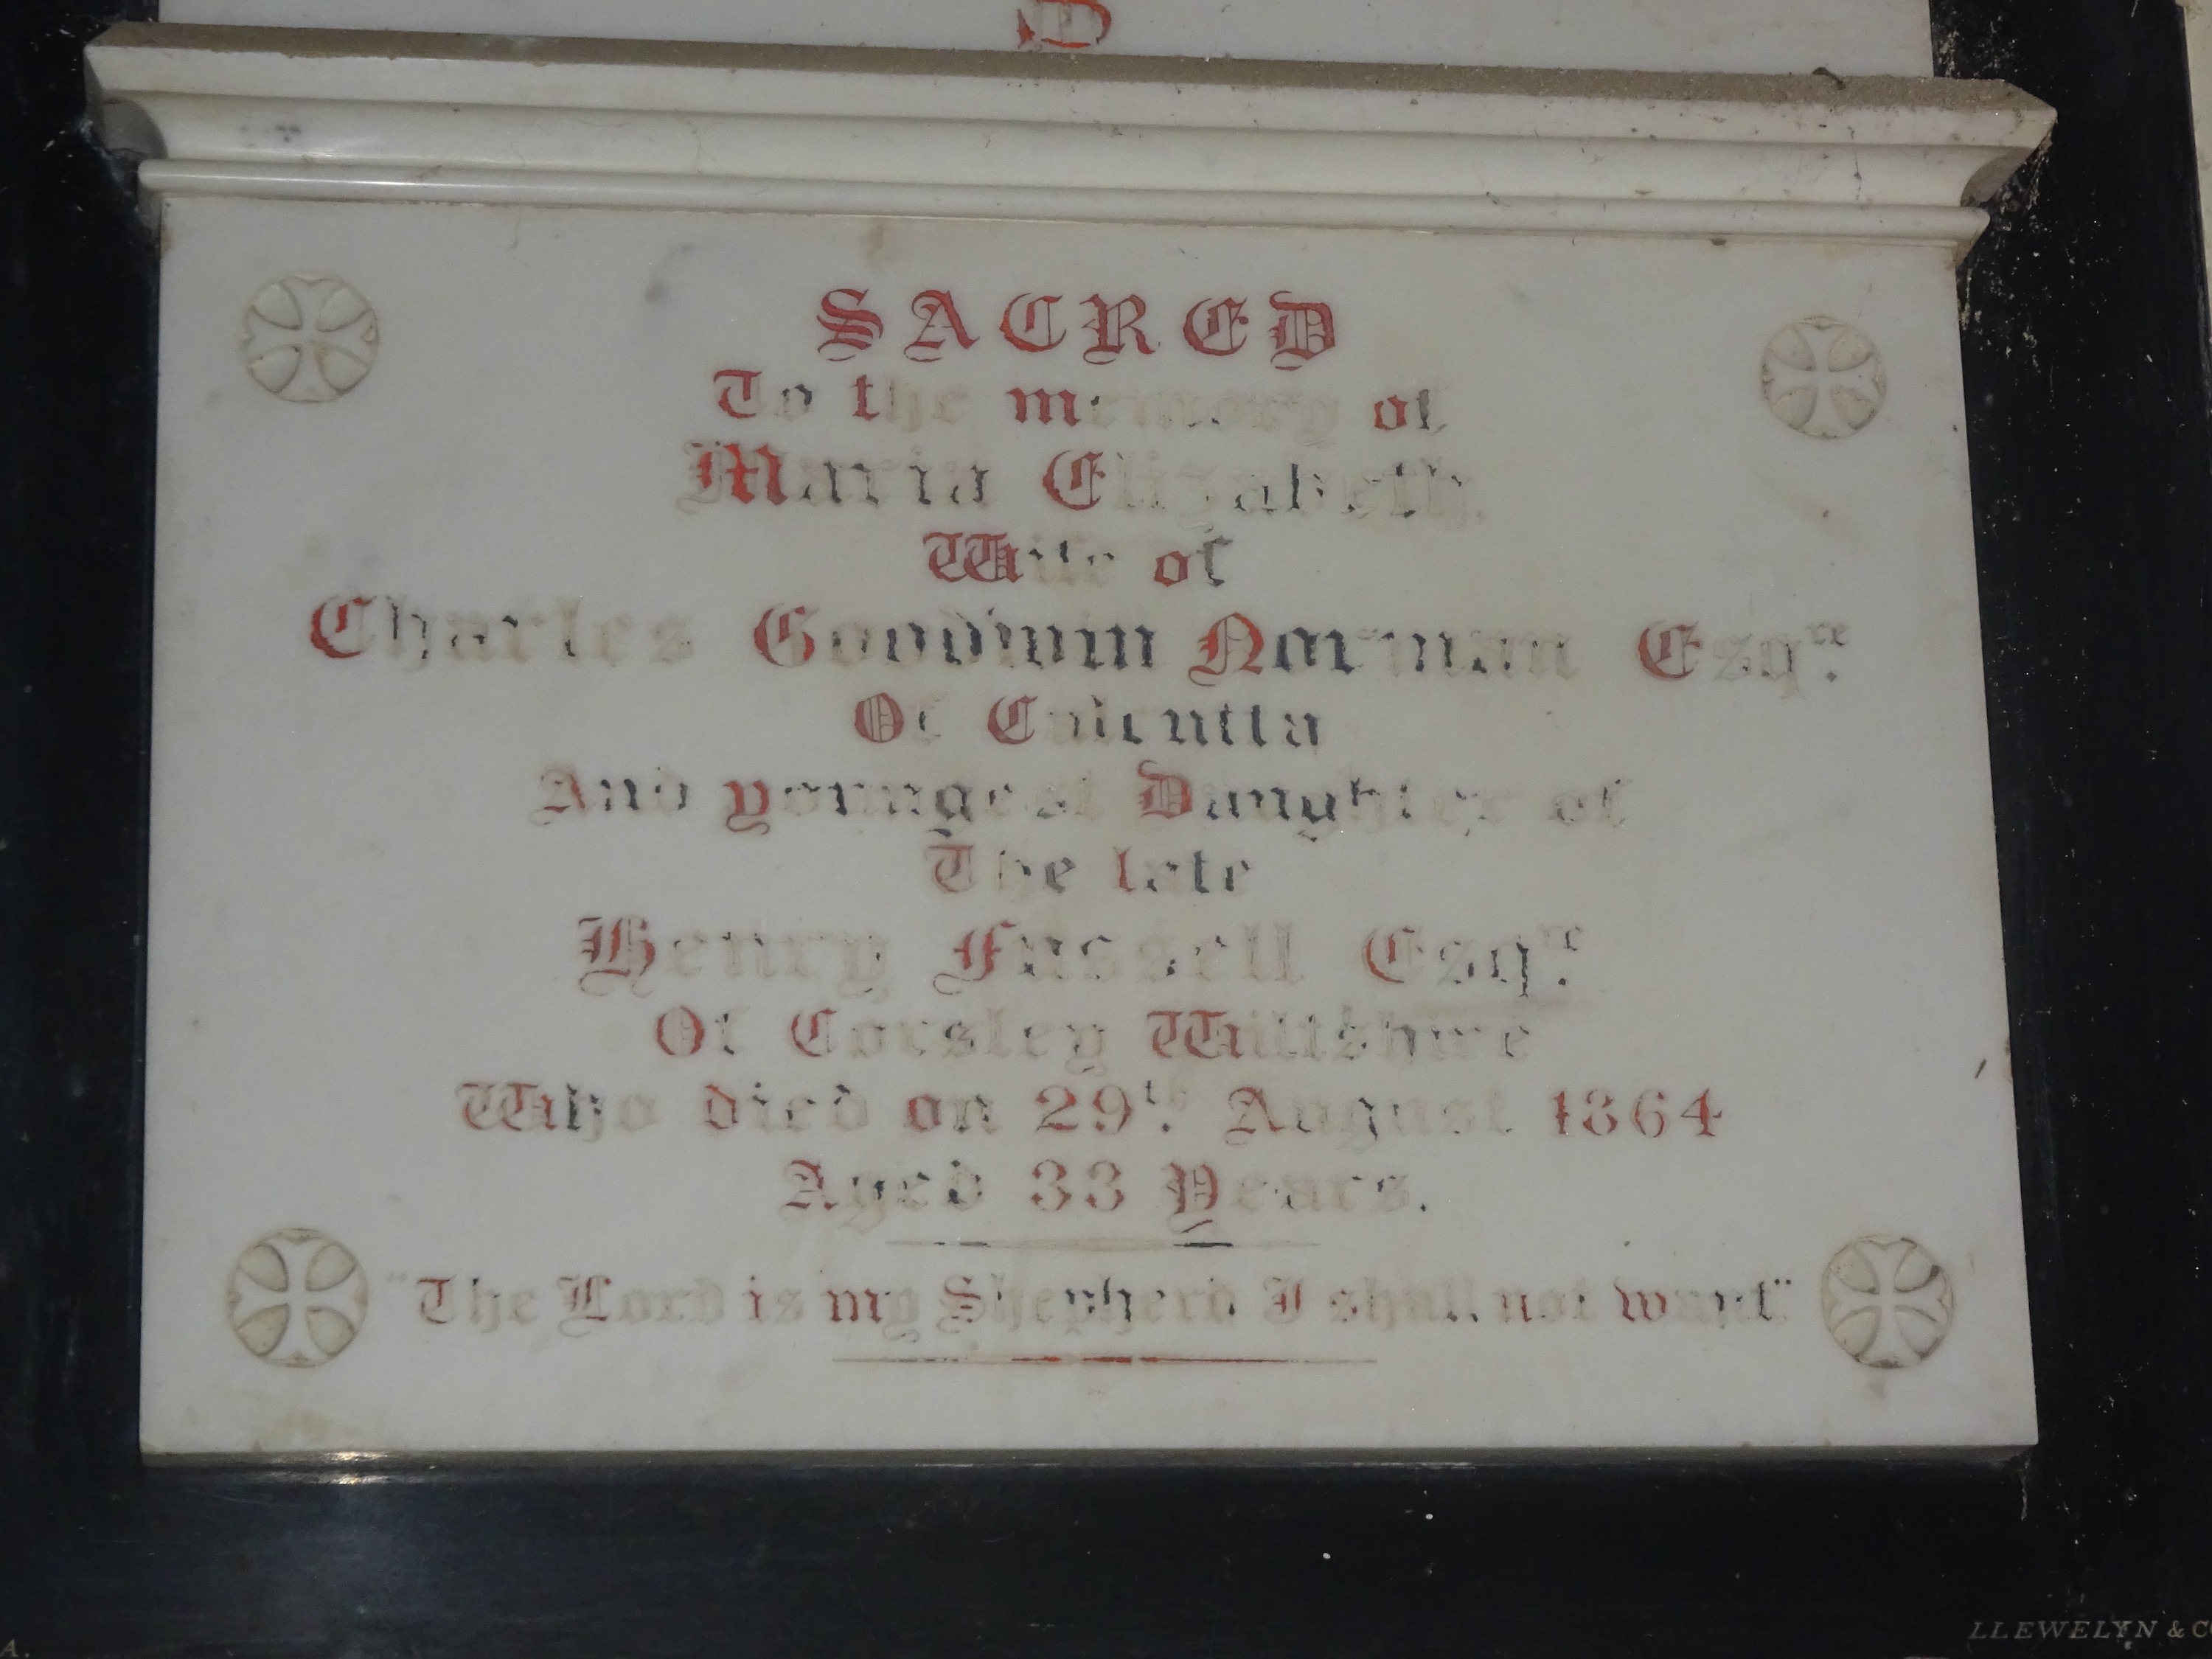 SACRED
To the memory of
Maria Elizabeth
Wife of
Charles Goodwin Norman Esqre.
Of Calcutta
And youngest Daughter of
The late
Henry Fussell Esqre.
Of Corsley Wiltshire
Who died on 29th. August 1864
Aged 33 Years.
"The Lord is my Shepherd I shall not want"
A.
LLEWELYN & C